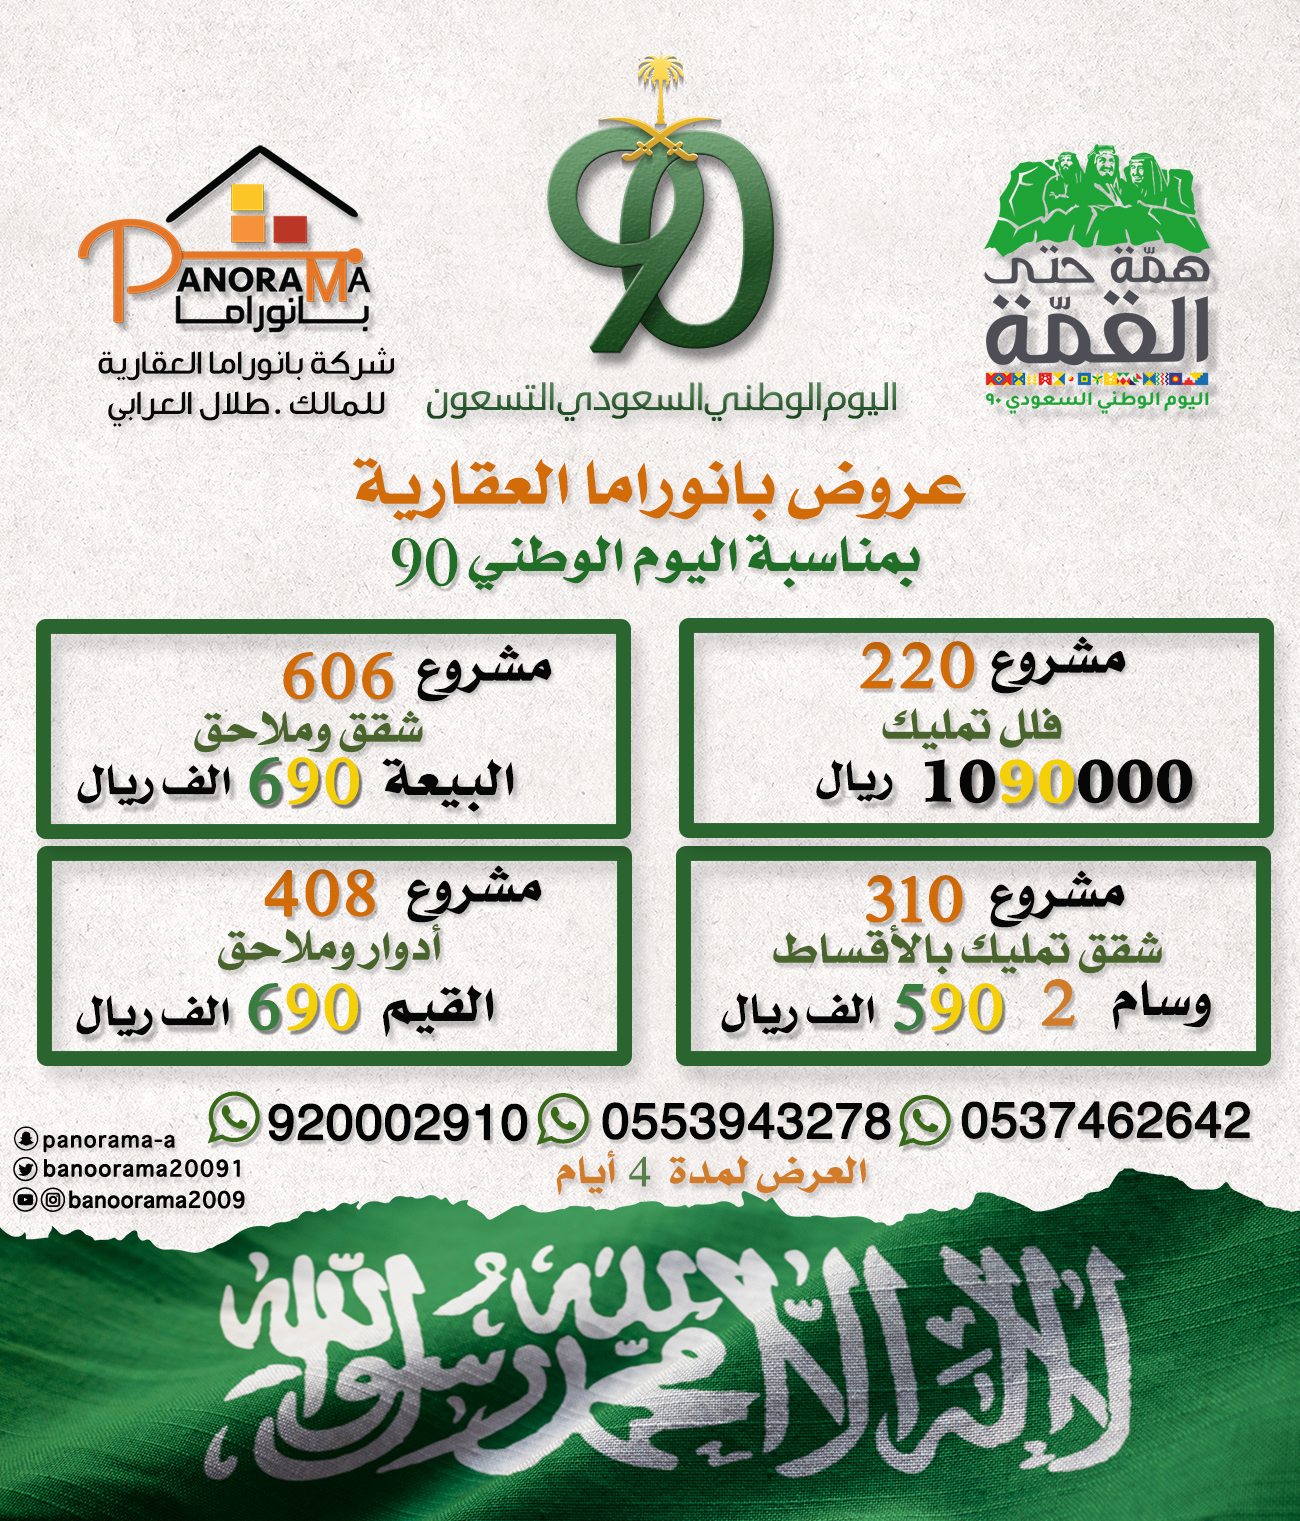 PANORAMA
بانوراما
شركة بانوراما العقارية
للمالك . طلال العرابي
90
اليوم الوطني السعودي التسعون
همّة حتى
القمّة
اليوم الوطني السعودي ٩٠
عروض بانوراما العقارية
بمناسبة اليوم الوطني 90
مشروع 220
فلل تمليك
1090000 ريال
مشروع 606
شقق وملاحق
البيعة 690 الف ريال
مشروع 310
شقق تمليك بالأقساط
وسام 2 590 الف ريال
مشروع 408
أدوار وملاحق
القيم 690 الف ريال
920002910 0553943278 0537462642
العرض لمدة 4 أيام
panorama-a
banoorama20091
banoorama2009
لا إله إلا الله محمد رسول الله